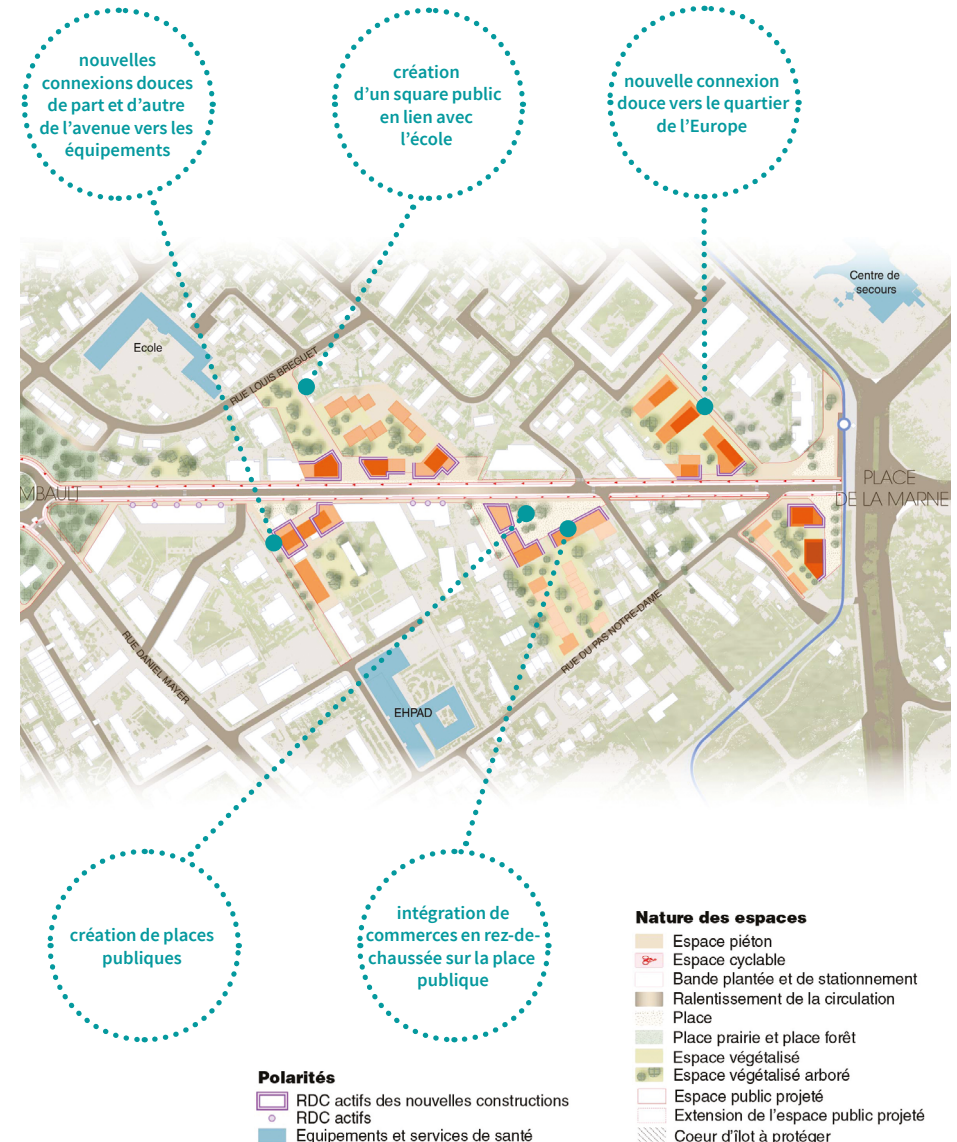 nouvelles
connexions douces
de part et d'autre
de l'avenue vers les
équipements
création
d'un square public
en lien avec
l'école
nouvelle connexion
douce vers le quartier
de l'Europe
Centre de
secours
Ecole
RUE LOUIS BREGUET
MBAULT
PLACE
DE LA MARNE
RUE DANIEL MAYER
RUE DU PAS NOTRE-DAME
EHPAD
création de places
publiques
intégration de
commerces en rez-de-
chaussée sur la place
publique
Polarités
RDC actifs des nouvelles constructions
RDC actifs
Equipements et services de santé
Nature des espaces
Espace piéton
Espace cyclable
Bande plantée et de stationnement
Ralentissement de la circulation
Place
Place prairie et place forêt
Espace végétalisé
Espace végétalisé arboré
Espace public projeté
Extension de l'espace public projeté
Coeur d'îlot à protéger